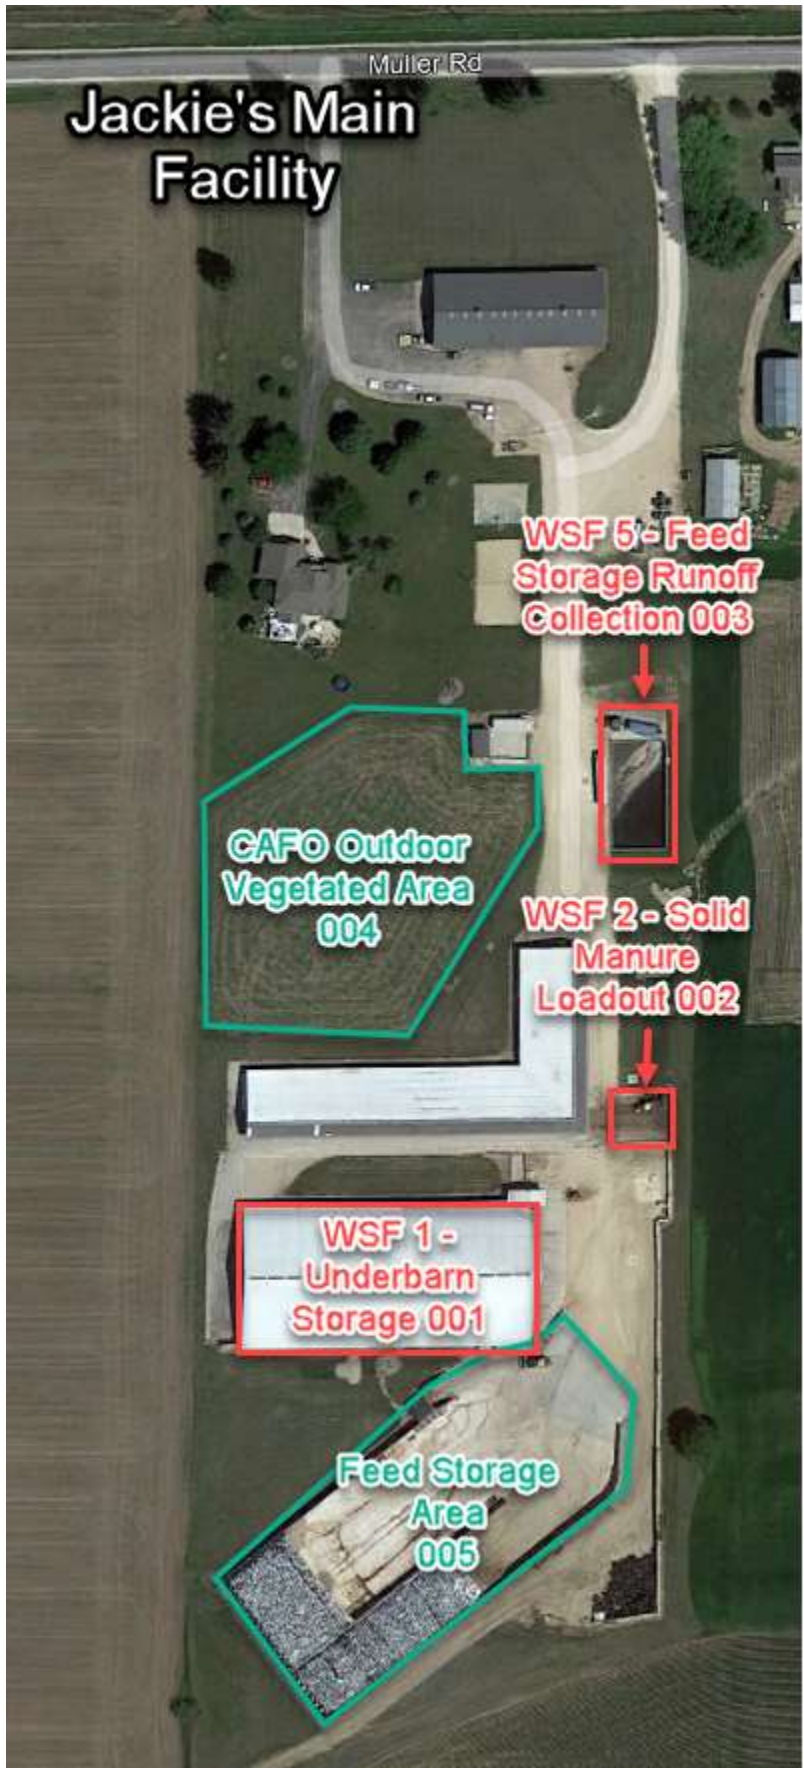 Muller Rd
Jackie's Main
Facility
WSF 5 - Feed
Storage Runoff
Collection 003
CAFO Outdoor
Vegetated Area
004
WSF 2 - Solid
Manure
Loadout 002
WSF 1 -
Underbarn
Storage 001
Feed Storage
Area
005